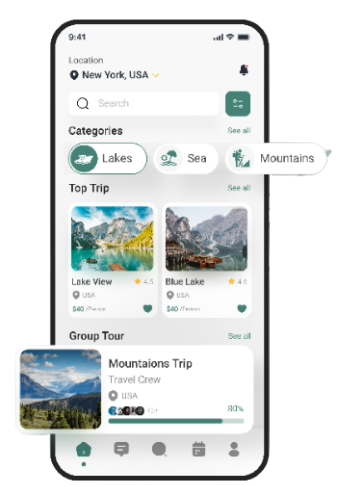 9:41
Location
New York, USA
Search
Categories
See all
Lakes
Sea
Mountains
Top Trip
See all
Lake View
4.5
USA
$40 /Person
Blue Lake
4.5
USA
$40 /Person
Group Tour
See all
Mountaions Trip
Travel Crew
USA
80%